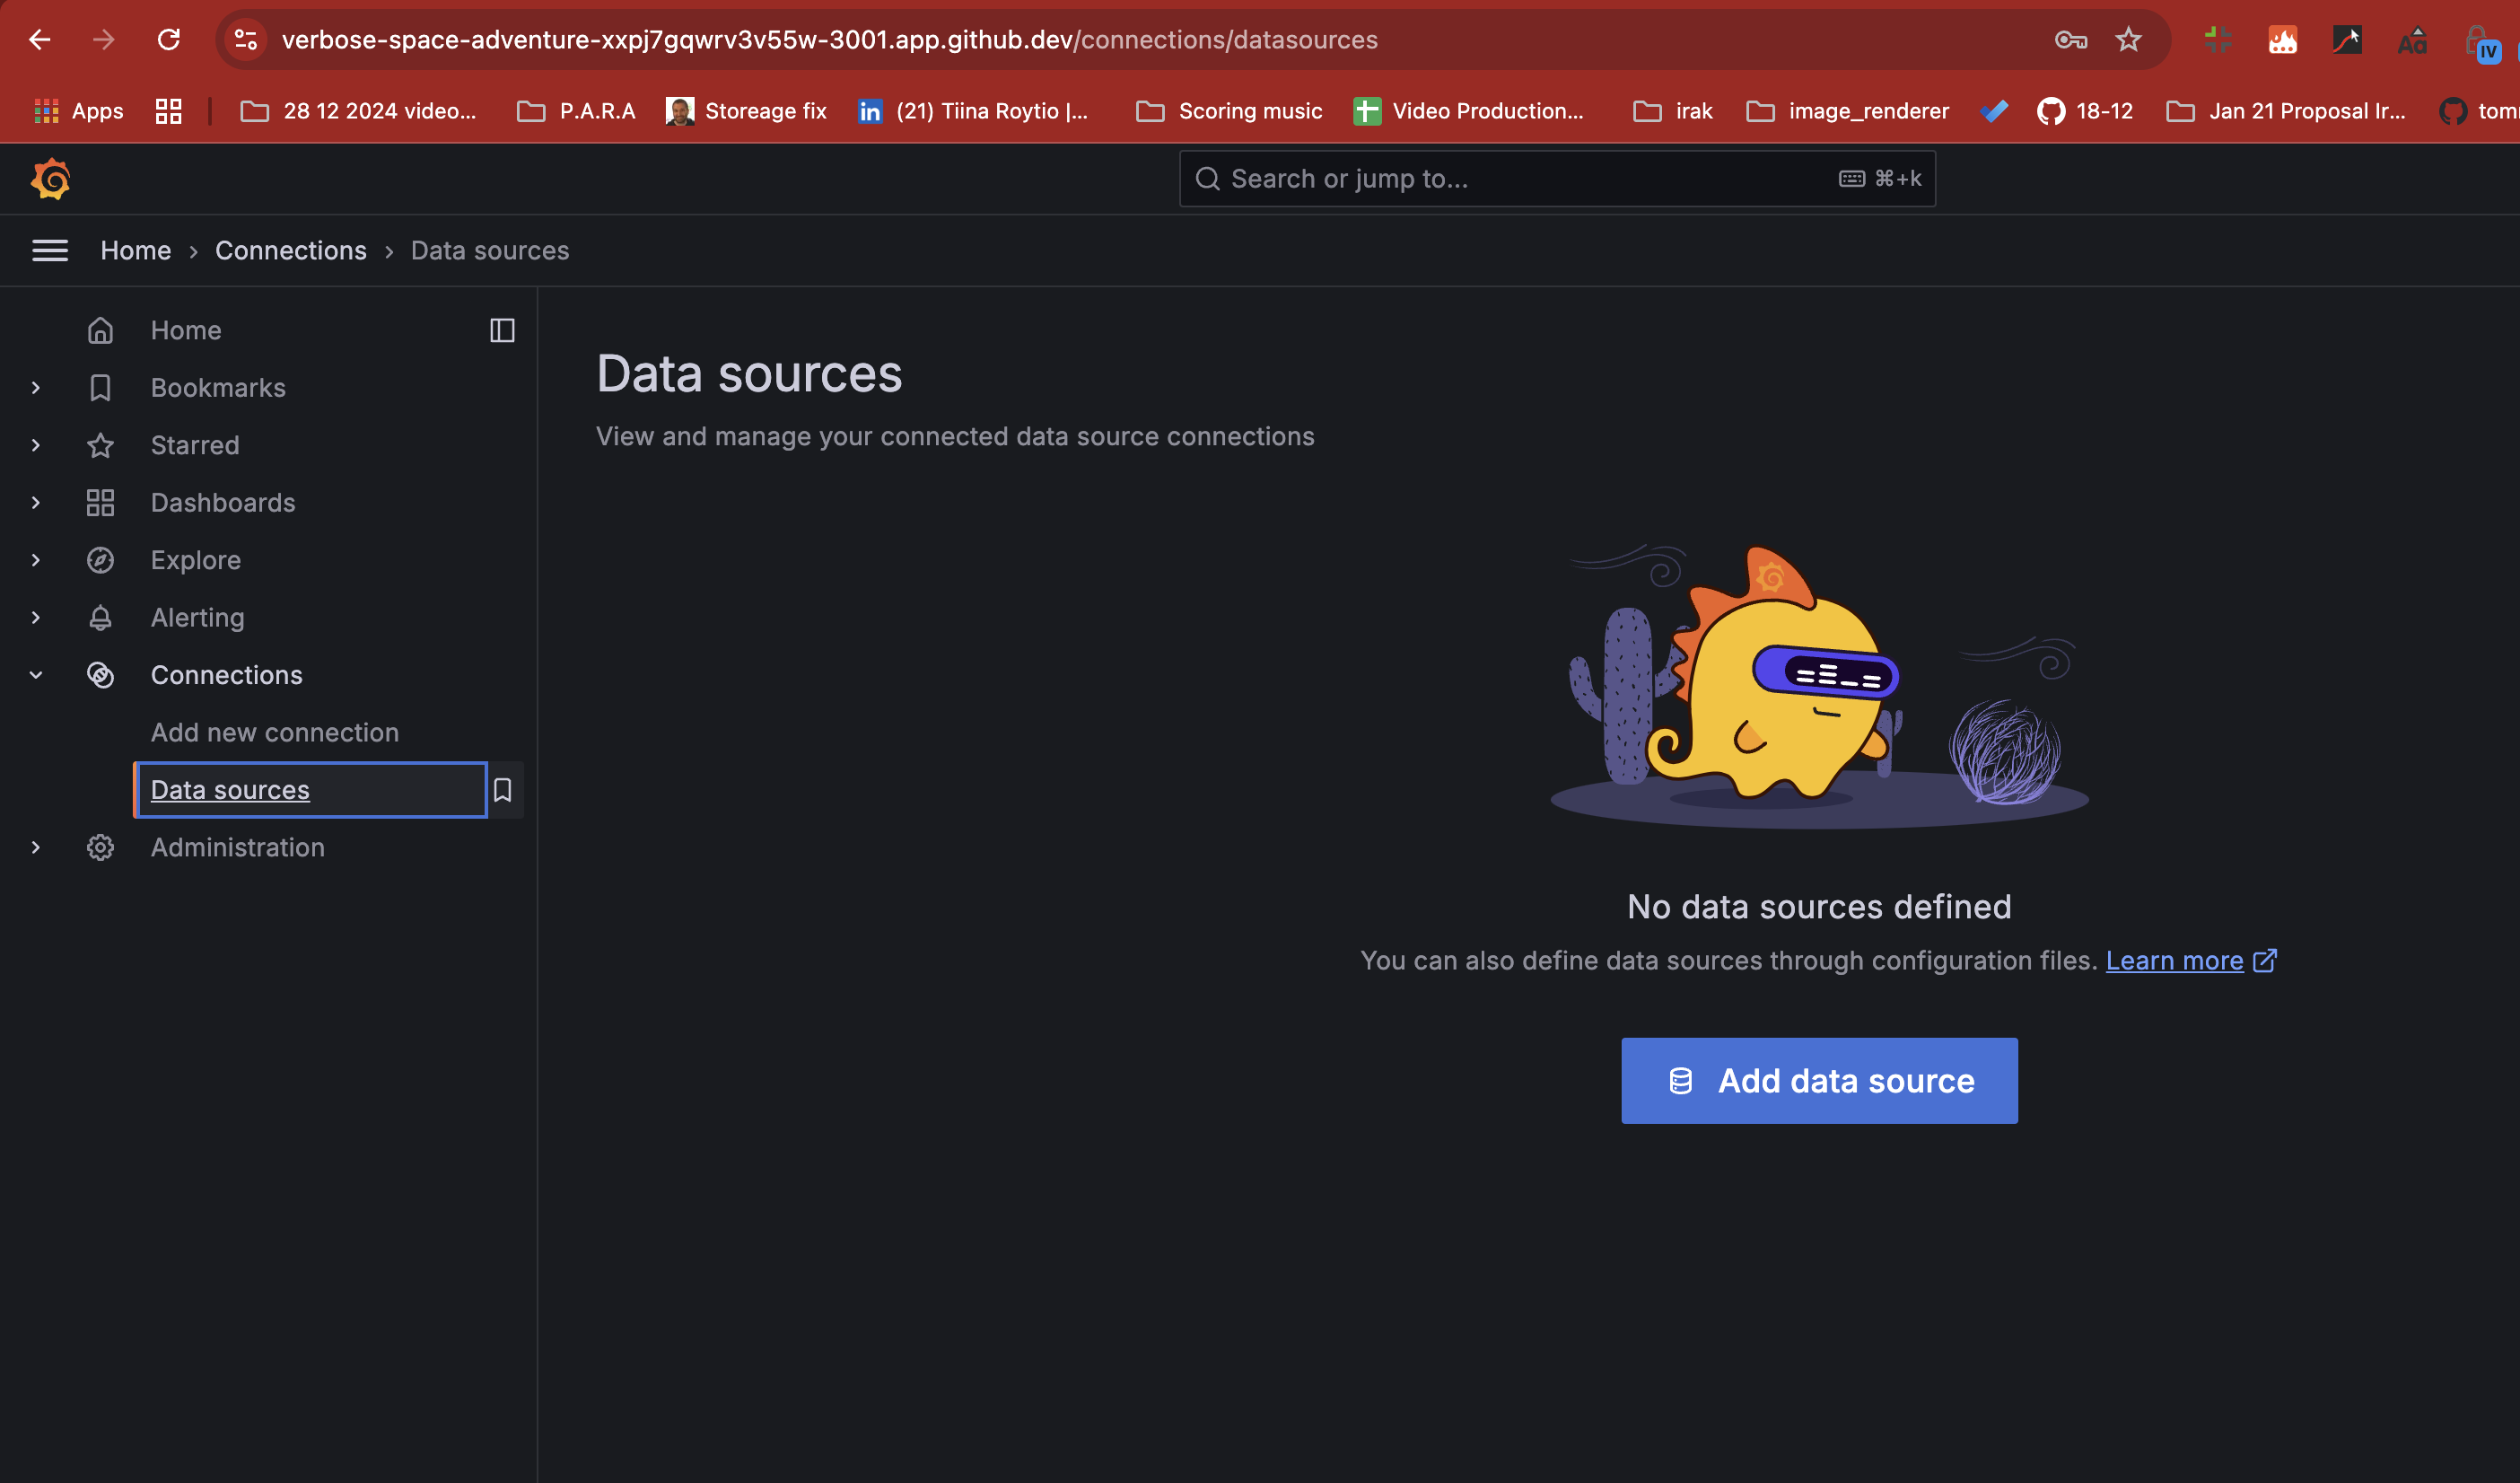 verbose-space-adventure-xxpj7gqwrv3v55w-3001.app.github.dev/connections/datasources
IV
Apps
28 12 2024 video...
P.A.R.A
Storeage fix
(21) Tiina Roytio |...
Scoring music
Video Production...
irak
image_renderer
18-12
Jan 21 Proposal Ir...
Search or jump to...
⌘+k
Home › Connections › Data sources
Home
Bookmarks
Starred
Dashboards
Explore
Alerting
Connections
Add new connection
Data sources
Administration
Data sources
View and manage your connected data source connections
No data sources defined
You can also define data sources through configuration files. Learn more
Add data source